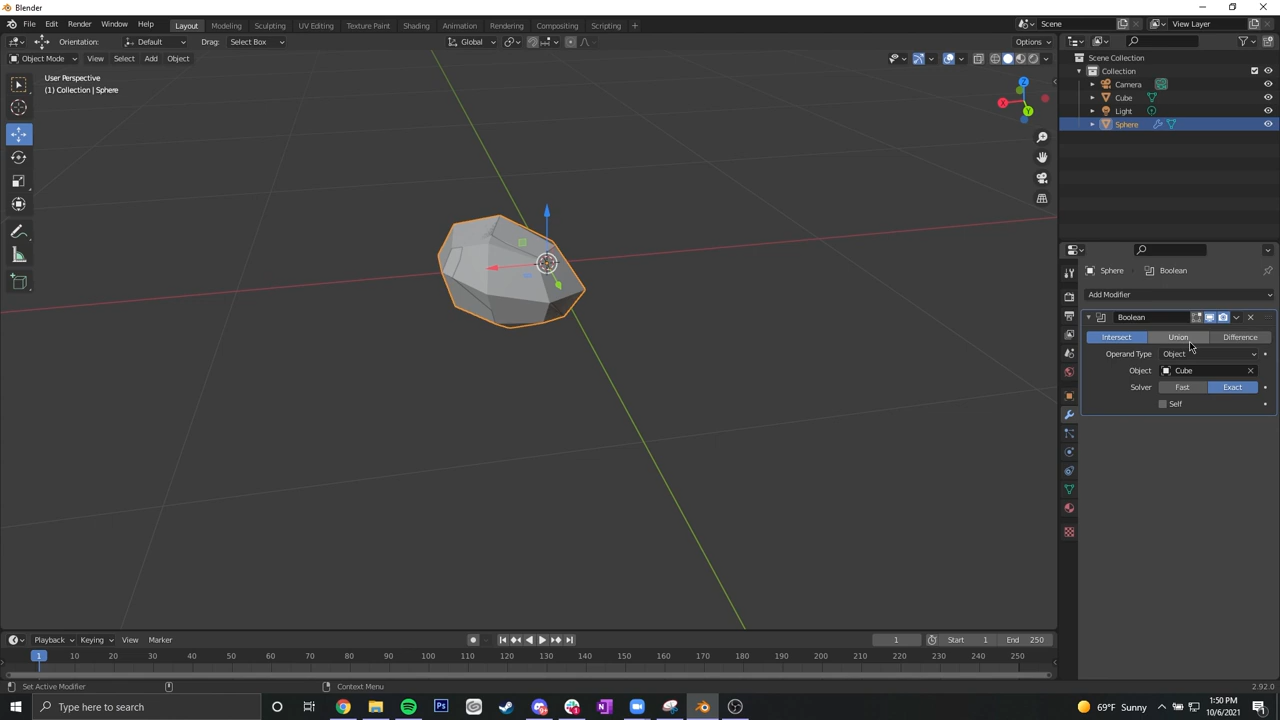 Blender
File Edit Render Window Help Layout Modeling Sculpting UV Editing Texture Paint Shading Animation Rendering Compositing Scripting + Scene View Layer
Orientation: Default Drag: Select Box Global Options
Object Mode View Select Add Object
User Perspective
(1) Collection | Sphere
X
Y
Z
Scene Collection
Collection
Camera
Cube
Light
Sphere
Sphere Boolean
Add Modifier
Boolean
Intersect Union Difference
Operand Type Object
Object Cube
Solver Fast Exact
Self
Playback Keying View Marker 1 Start 1 End 250
1 10 20 30 40 50 60 70 80 90 100 110 120 130 140 150 160 170 180 190 200 210 220 230 240 250
Set Active Modifier Context Menu 2.92.0
Type here to search 69°F Sunny 1:50 PM
10/6/2021